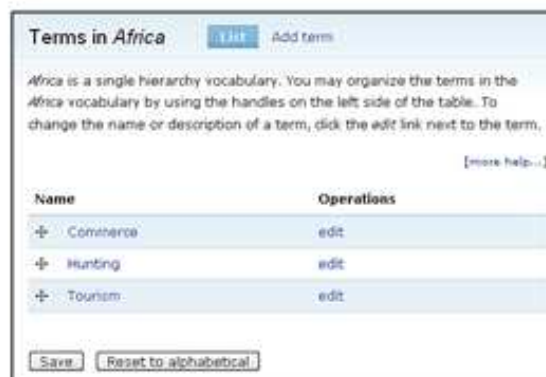 Terms in Africa List Add term
Africa is a single hierarchy vocabulary. You may organize the terms in the
Africa vocabulary by using the handles on the left side of the table. To
change the name or description of a term, click the edit link next to the term.
[more help...]
Name Operations
Commerce edit
Hunting edit
Tourism edit
Save Reset to alphabetical